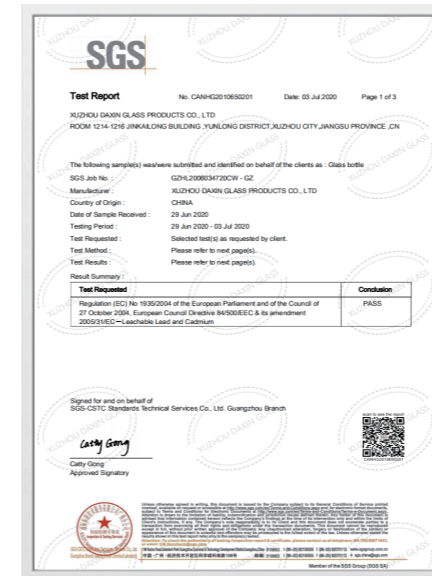 SGS
Test Report No. CANHG2010650201 Date: 03 Jul 2020 Page 1 of 3
XUZHOU DAXIN GLASS PRODUCTS CO., LTD
ROOM 1214-1216 JINKAILONG BUILDING ,YUNLONG DISTRICT,XUZHOU CITY,JIANGSU PROVINCE ,CN
The following sample(s) was/were submitted and identified on behalf of the clients as : Glass bottle
SGS Job No. : GZHL2006034720CW - GZ
Manufacturer : XUZHOU DAXIN GLASS PRODUCTS CO., LTD
Country of Origin : CHINA
Date of Sample Received : 29 Jun 2020
Testing Period : 29 Jun 2020 - 03 Jul 2020
Test Requested : Selected test(s) as requested by client.
Test Method : Please refer to next page(s).
Test Results : Please refer to next page(s).
Result Summary :
Test Requested Conclusion
Regulation (EC) No 1935/2004 of the European Parliament and of the Council of PASS
27 October 2004, European Council Directive 84/500/EEC & its amendment
2005/31/EC—Leachable Lead and Cadmium
Signed for and on behalf of
SGS-CSTC Standards Technical Services Co., Ltd. Guangzhou Branch
scan to see the report
Catty Gong
CANHG2010650201
Catty Gong
Approved Signatory
Member of the SGS Group (SGS SA)